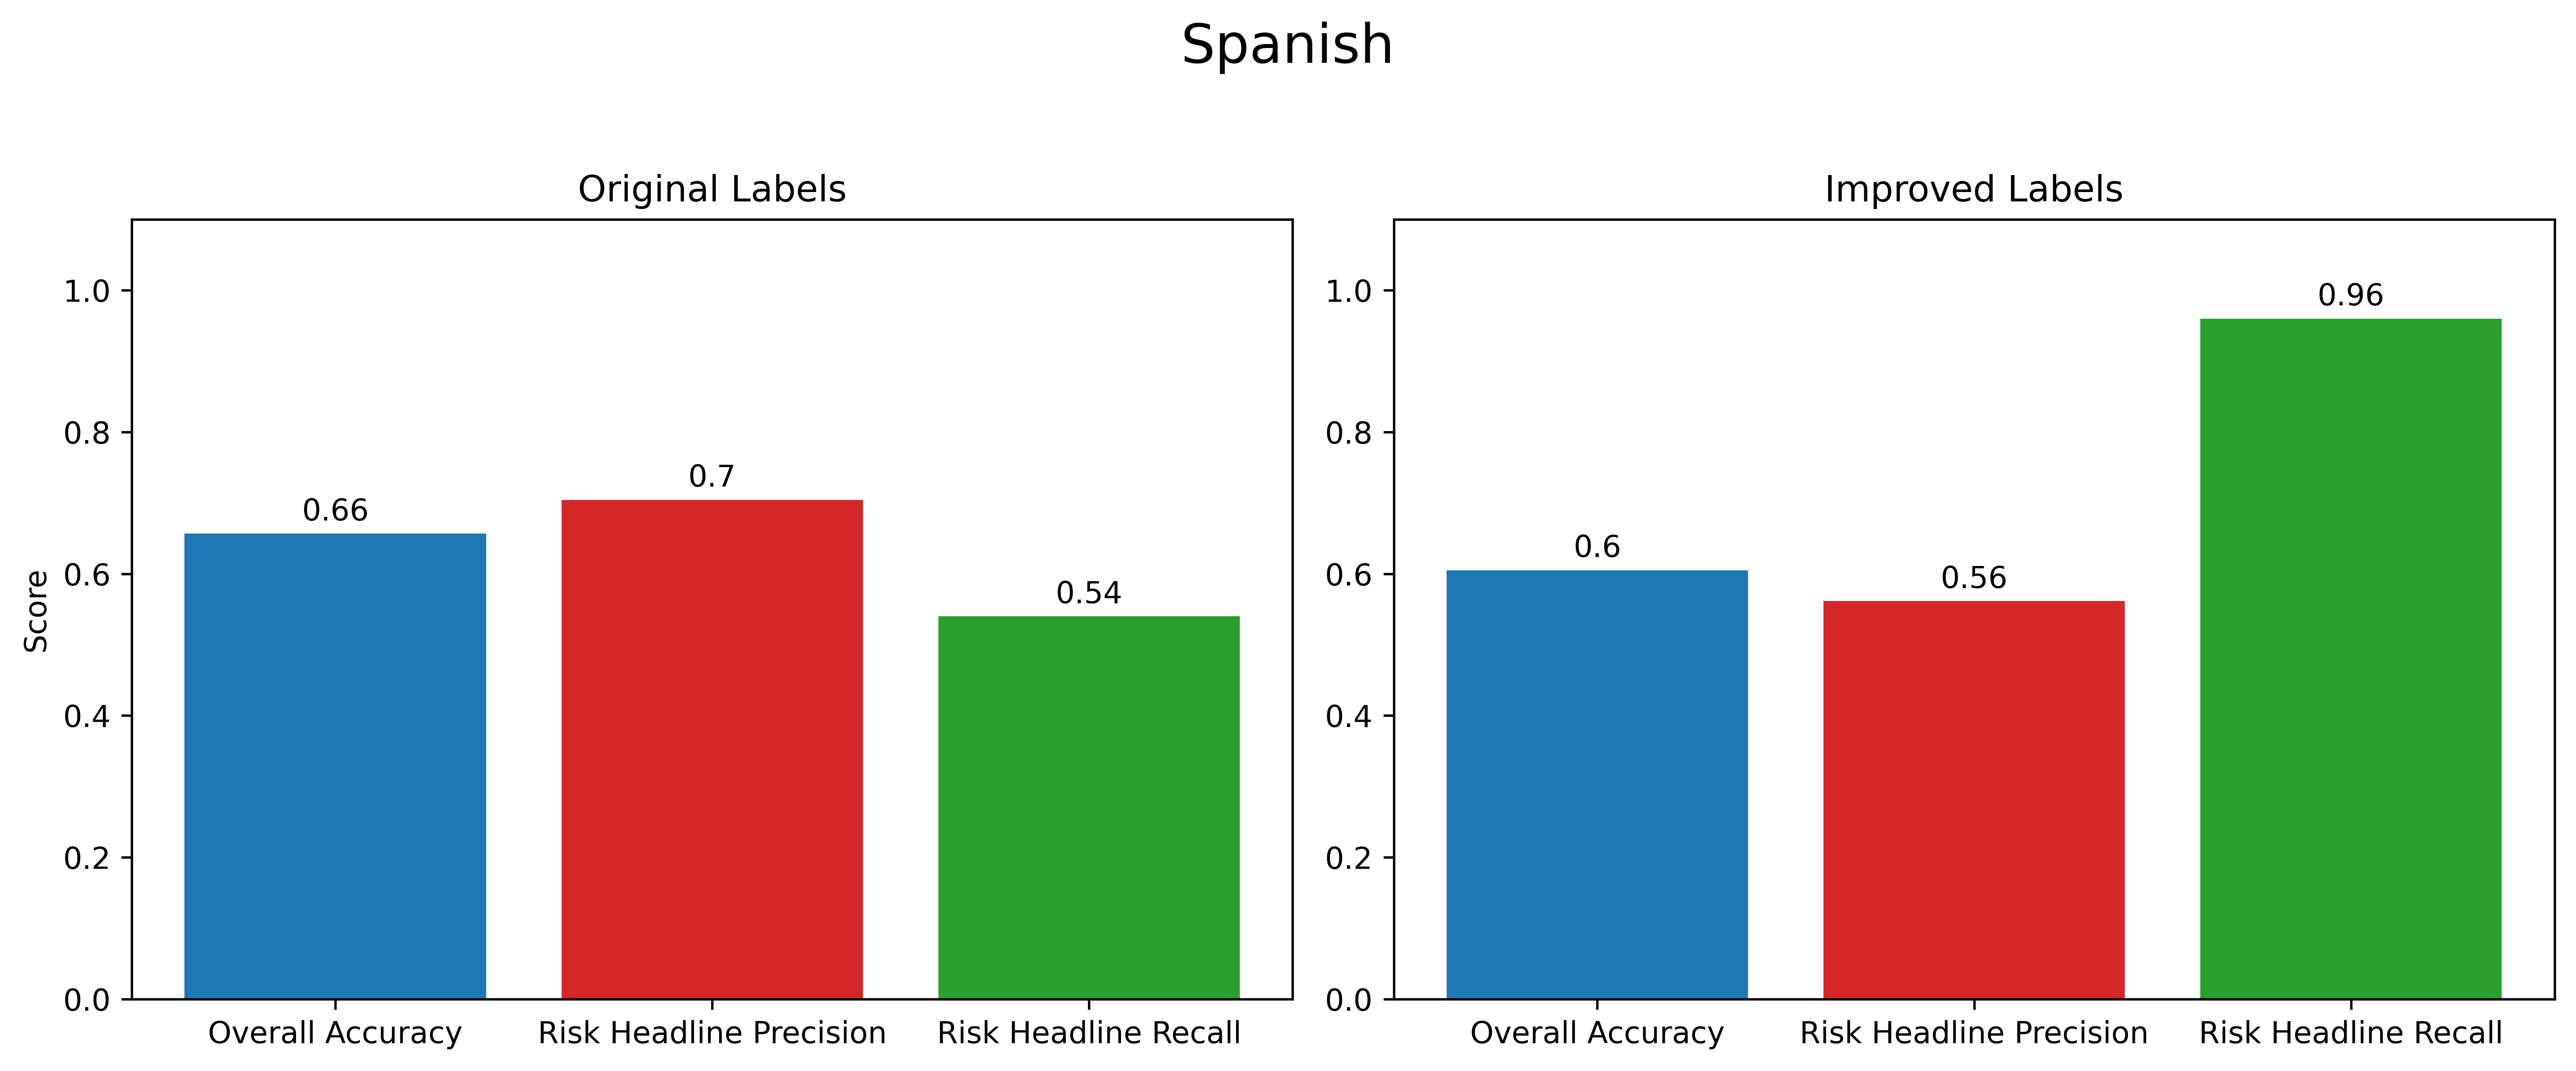 Spanish
Original Labels
Score
1.0
0.8
0.6
0.4
0.2
0.0
0.66
0.7
0.54
Overall Accuracy
Risk Headline Precision
Risk Headline Recall
Improved Labels
1.0
0.8
0.6
0.4
0.2
0.0
0.6
0.56
0.96
Overall Accuracy
Risk Headline Precision
Risk Headline Recall